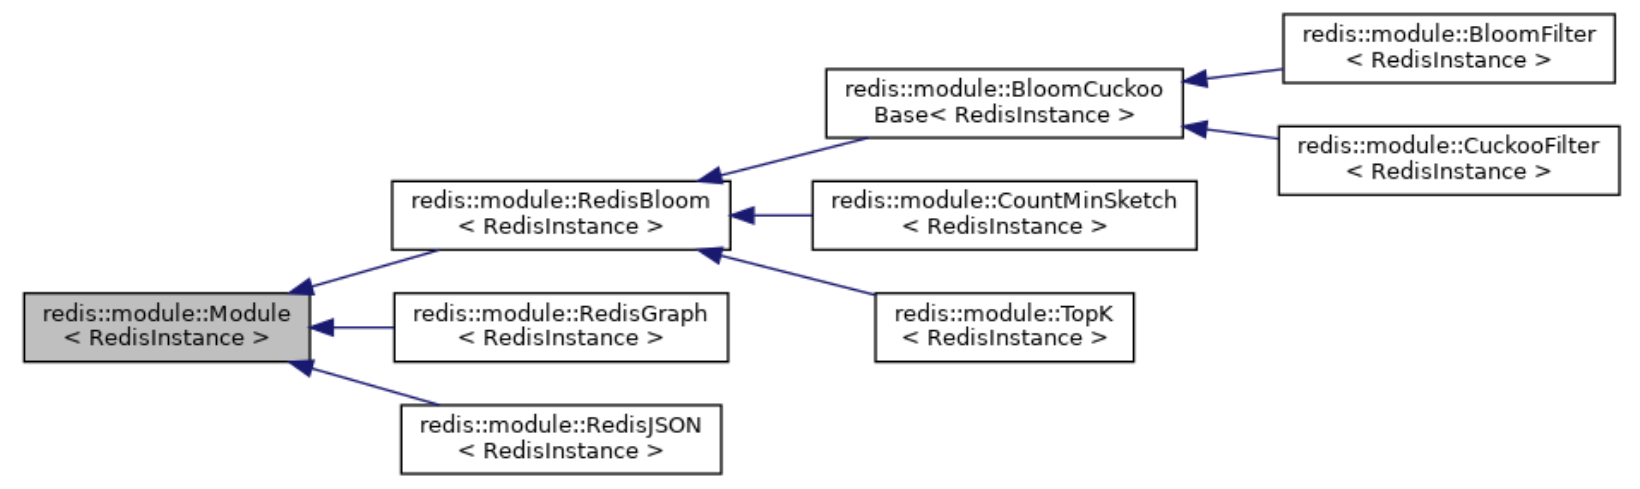 redis::module::BloomFilter
< RedisInstance >
redis::module::BloomCuckoo
Base< RedisInstance >
redis::module::CuckooFilter
< RedisInstance >
redis::module::RedisBloom
< RedisInstance >
redis::module::CountMinSketch
< RedisInstance >
redis::module::Module
< RedisInstance >
redis::module::RedisGraph
< RedisInstance >
redis::module::TopK
< RedisInstance >
redis::module::RedisJSON
< RedisInstance >